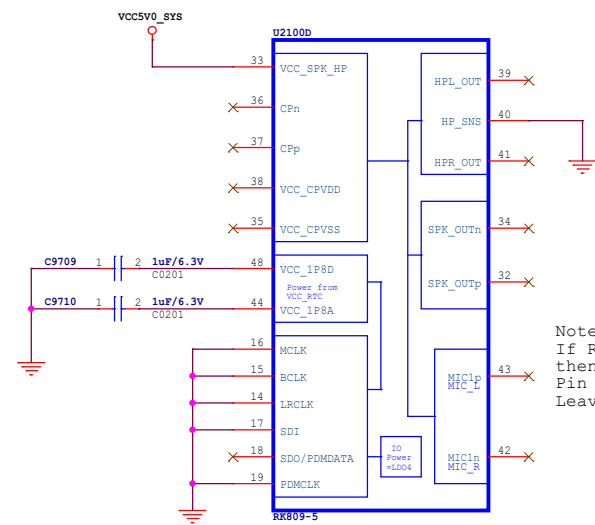 VCC5V0_SYS
U2100D
33 VCC_SPK_HP
36 CPn
37 CPp
38 VCC_CPVDD
35 VCC_CPVSS
HPL_OUT 39
HP_SNS 40
HPR_OUT 41
SPK_OUTn 34
SPK_OUTp 32
C9709 1 2 1uF/6.3V 48 VCC_1P8D
C0201
Power from
VCC_RTC
C9710 1 2 1uF/6.3V 44 VCC_1P8A
C0201
16 MCLK
15 BCLK
14 LRCLK
17 SDI
18 SDO/PDMDATA
19 PDMCLK
IO
Power
=LDO4
MIC1p 43
MIC_L
MIC1n 42
MIC_R
Note
If R
then
Pin
Leav
RK809-5